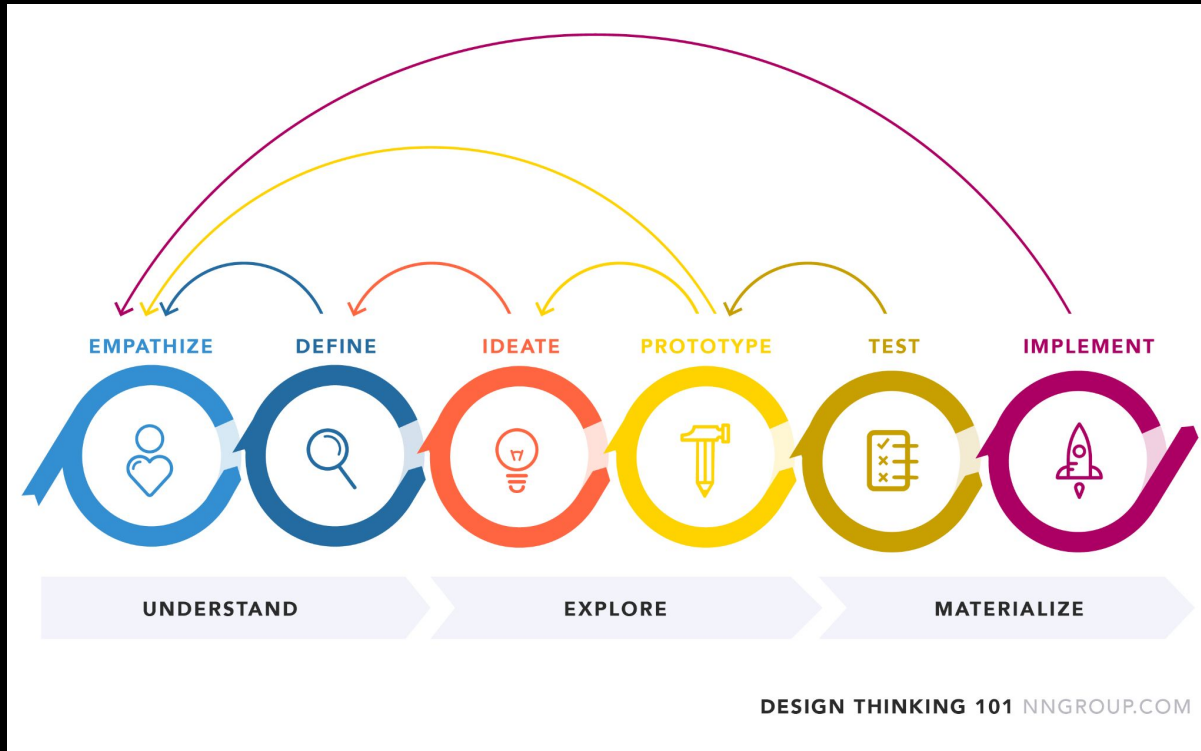 EMPATHIZE
DEFINE
IDEATE
PROTOTYPE
TEST
IMPLEMENT
UNDERSTAND
EXPLORE
MATERIALIZE
DESIGN THINKING 101 NNGROUP.COM